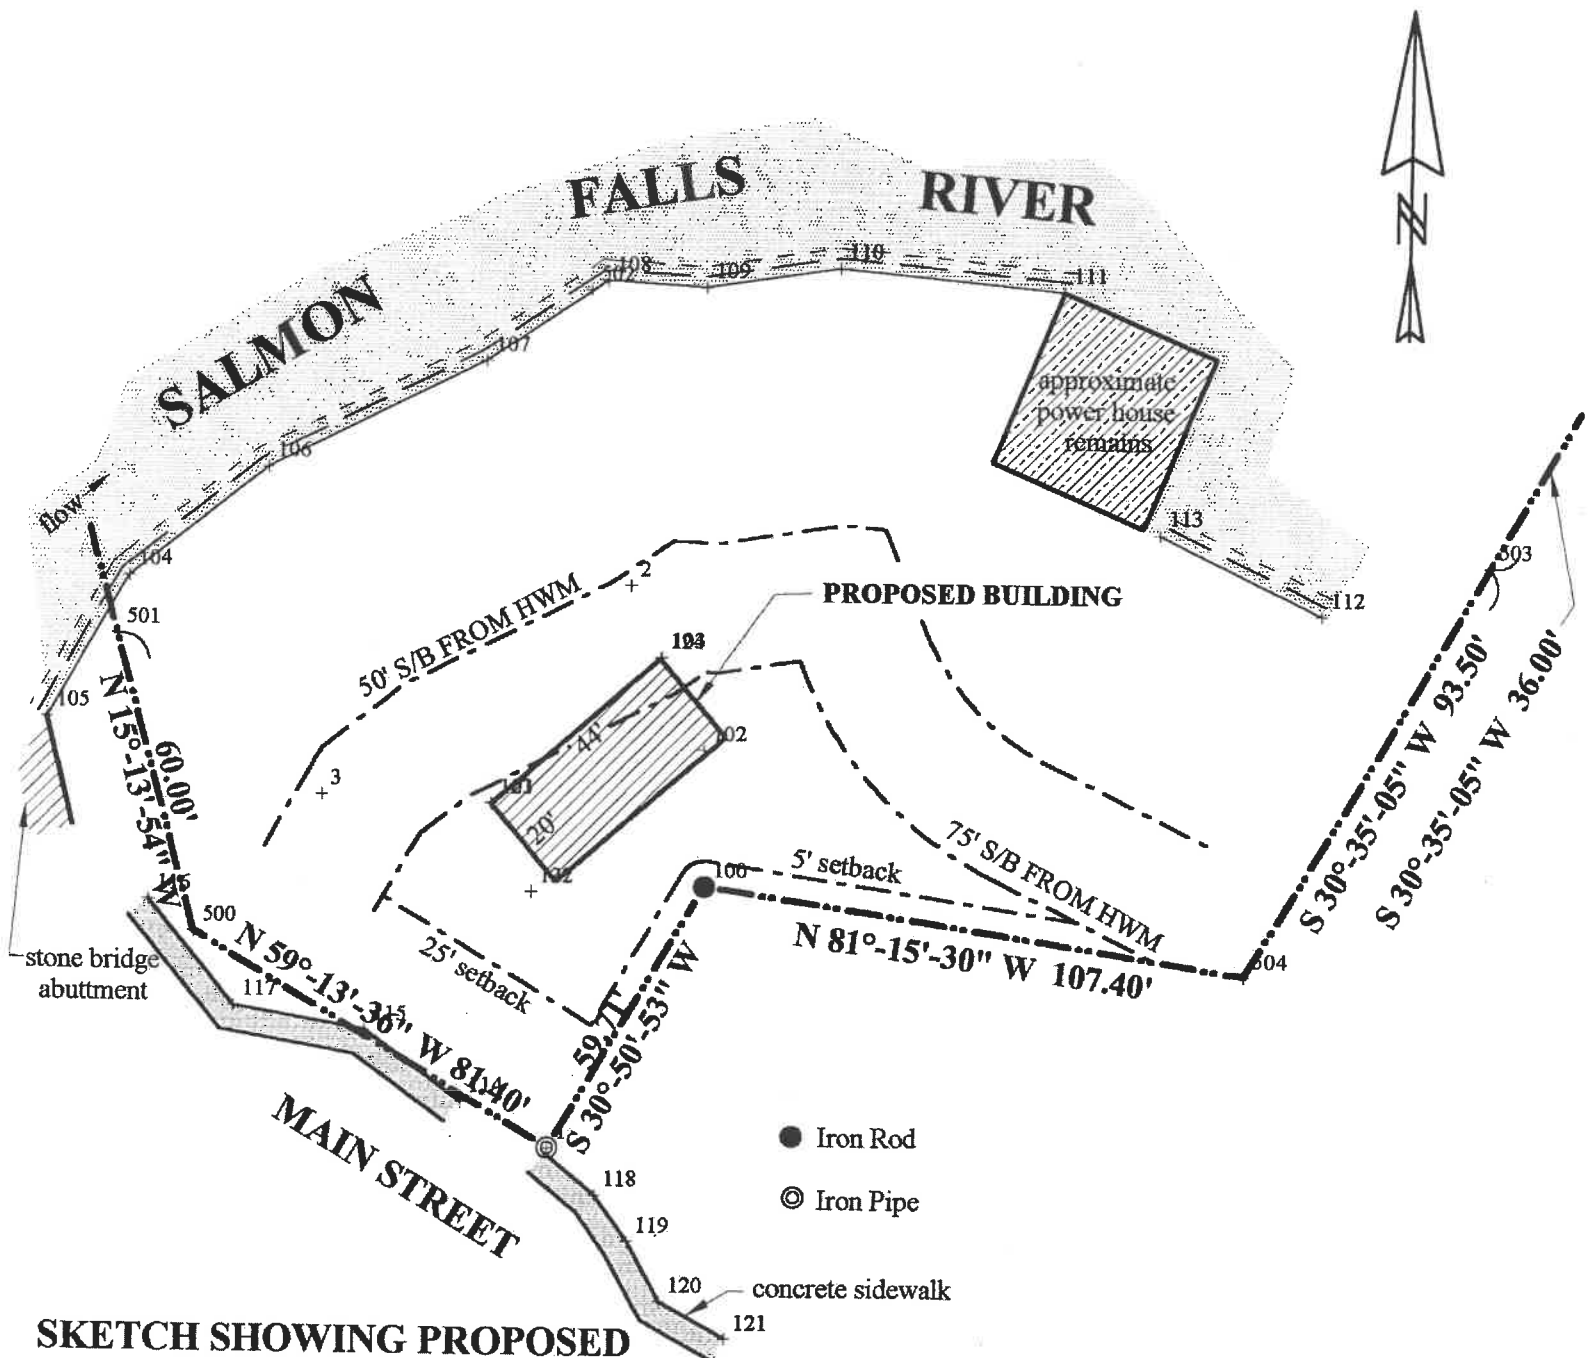 SALMON FALLS RIVER
N
108
109
110
111
107
106
approximate
power house
remains
flow
104
113
503
501
50' S/B FROM HWM
2
PROPOSED BUILDING
112
105
N 15°-13'-54" W
60.00'
44'
102
3
20'
S 30°-35'-05" W 93.50'
S 30°-35'-05" W 36.00'
500
100
5' setback
75' S/B FROM HWM
N 81°-15'-30" W 107.40'
504
stone bridge
abuttment
25' setback
117
N 59°-13'-36" W 81.40'
59.71'
S 30°-50'-53" W
MAIN STREET
Iron Rod
Iron Pipe
118
119
120
121
concrete sidewalk
SKETCH SHOWING PROPOSED